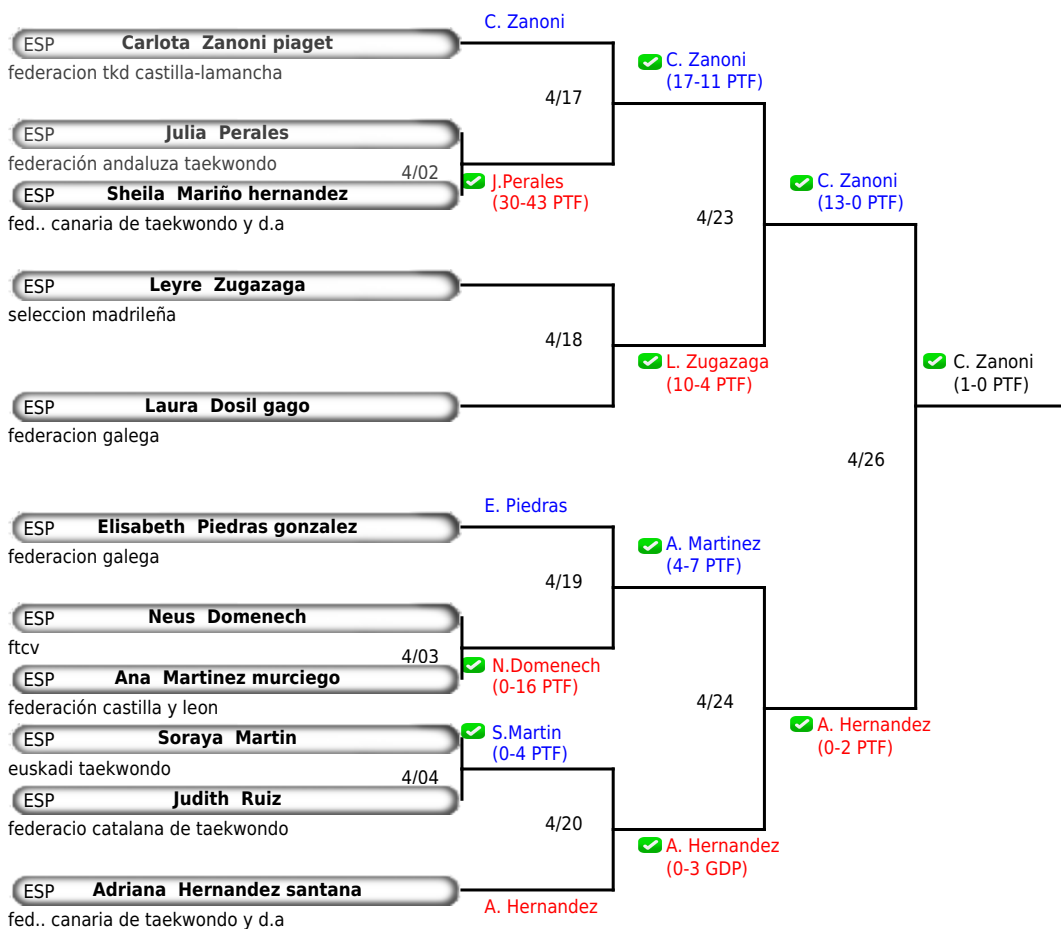 C. Zanoni
ESP Carlota Zanoni piaget
federacion tkd castilla-lamancha
C. Zanoni
(17-11 PTF)
4/17
ESP Julia Perales
federación andaluza taekwondo
4/02
J.Perales
(30-43 PTF)
ESP Sheila Mariño hernandez
fed.. canaria de taekwondo y d.a
C. Zanoni
(13-0 PTF)
4/23
ESP Leyre Zugazaga
seleccion madrileña
4/18
L. Zugazaga
(10-4 PTF)
C. Zanoni
(1-0 PTF)
ESP Laura Dosil gago
federacion galega
4/26
E. Piedras
ESP Elisabeth Piedras gonzalez
federacion galega
A. Martinez
(4-7 PTF)
4/19
ESP Neus Domenech
ftcv
4/03
N.Domenech
(0-16 PTF)
ESP Ana Martinez murciego
federación castilla y leon
4/24
A. Hernandez
(0-2 PTF)
S.Martin
(0-4 PTF)
ESP Soraya Martin
euskadi taekwondo
4/04
ESP Judith Ruiz
federacio catalana de taekwondo
4/20
A. Hernandez
(0-3 GDP)
ESP Adriana Hernandez santana
A. Hernandez
fed.. canaria de taekwondo y d.a